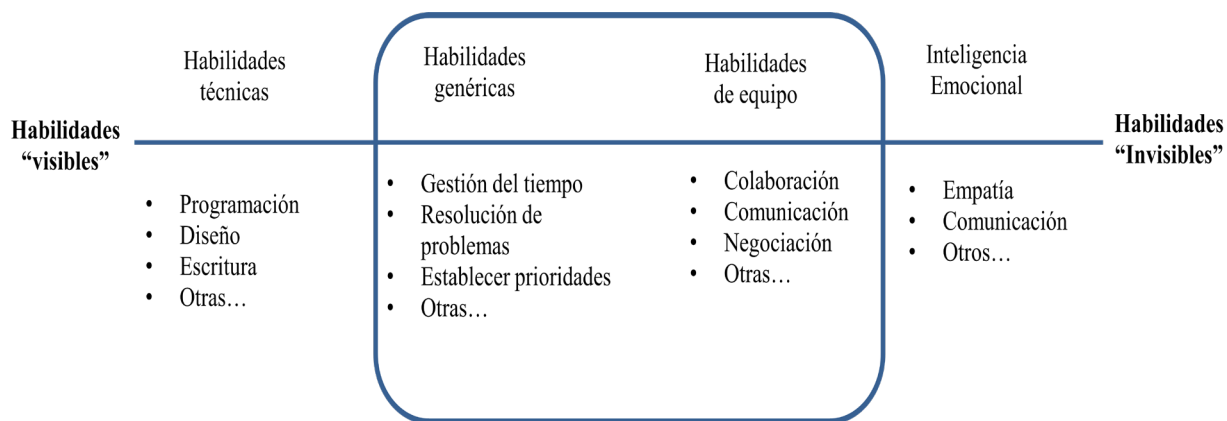 Habilidades
técnicas
Habilidades
genéricas
Habilidades
de equipo
Inteligencia
Emocional
Habilidades
“visibles”
Habilidades
“Invisibles”
• Programación
• Diseño
• Escritura
• Otras…
• Gestión del tiempo
• Resolución de
problemas
• Establecer prioridades
• Otras…
• Colaboración
• Comunicación
• Negociación
• Otras…
• Empatía
• Comunicación
• Otros…